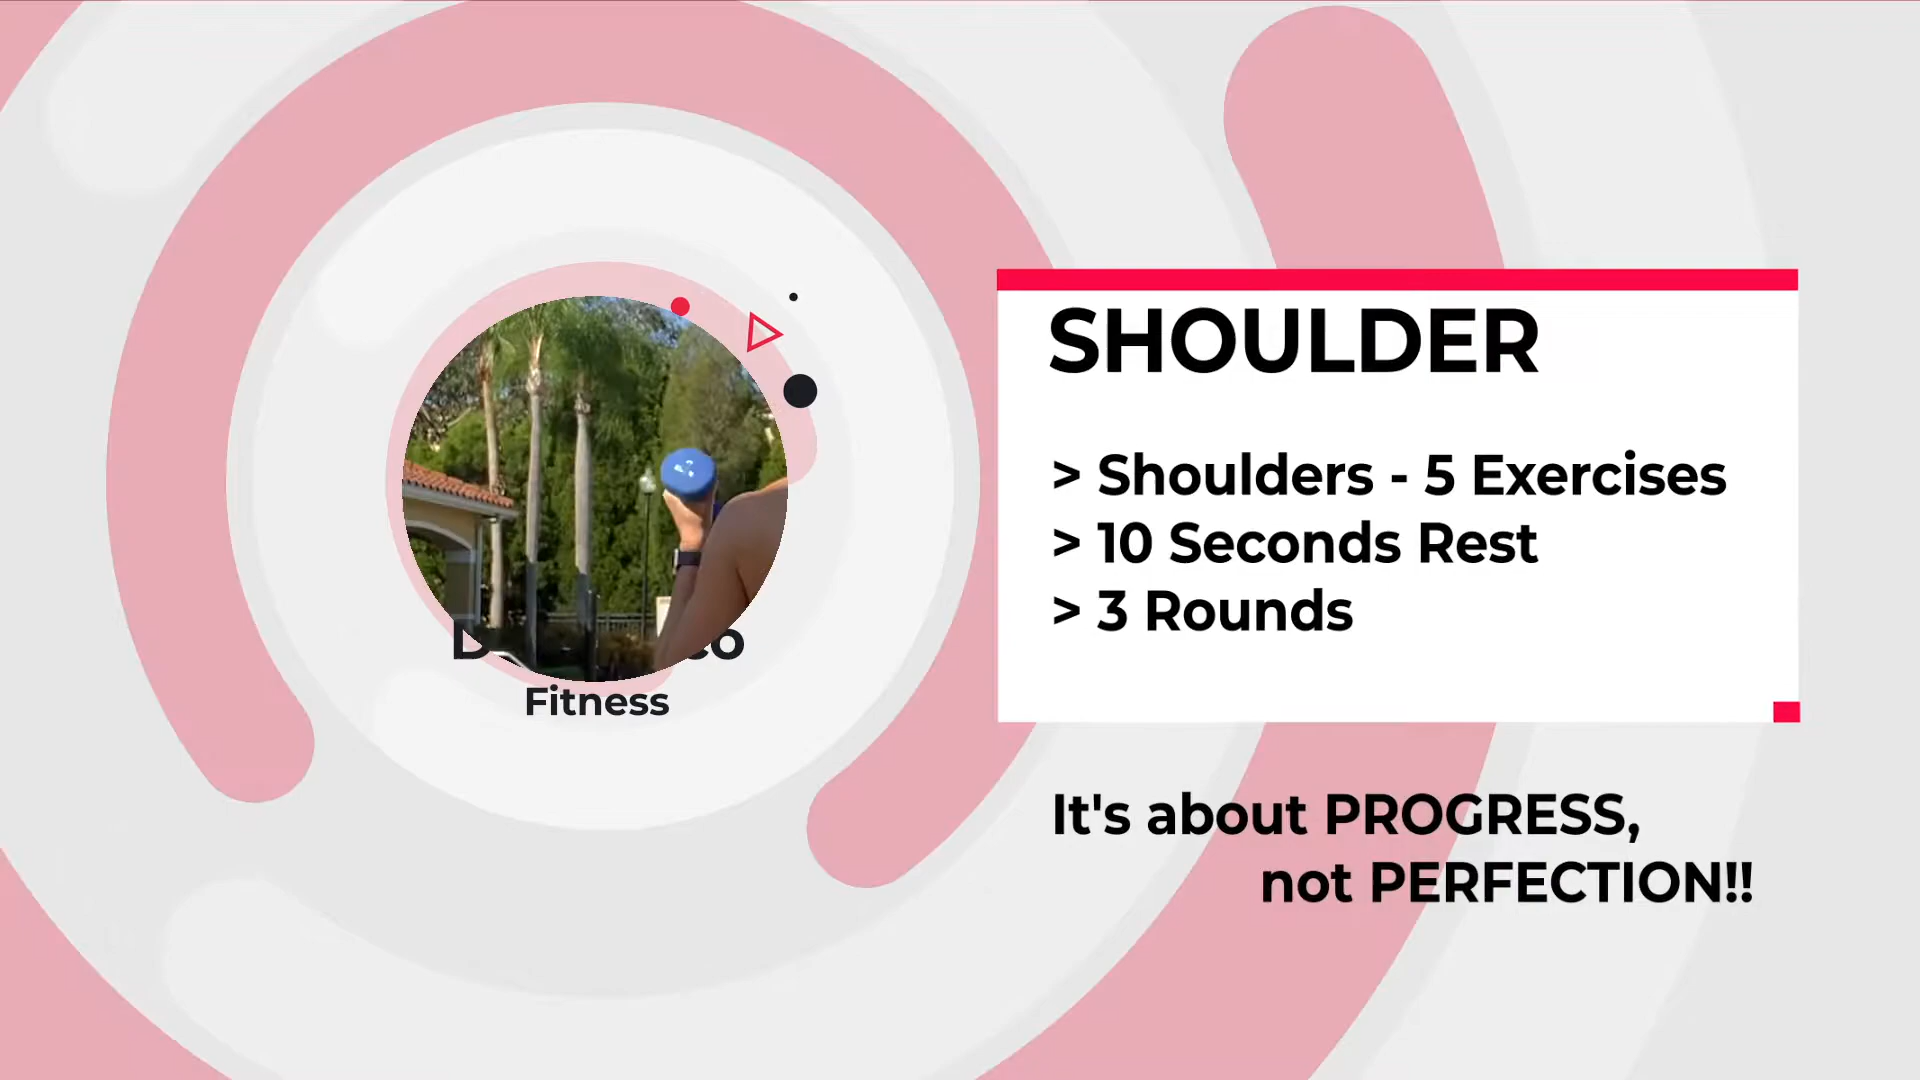 SHOULDER
> Shoulders - 5 Exercises
> 10 Seconds Rest
> 3 Rounds
It's about PROGRESS,
not PERFECTION!!
Fitness